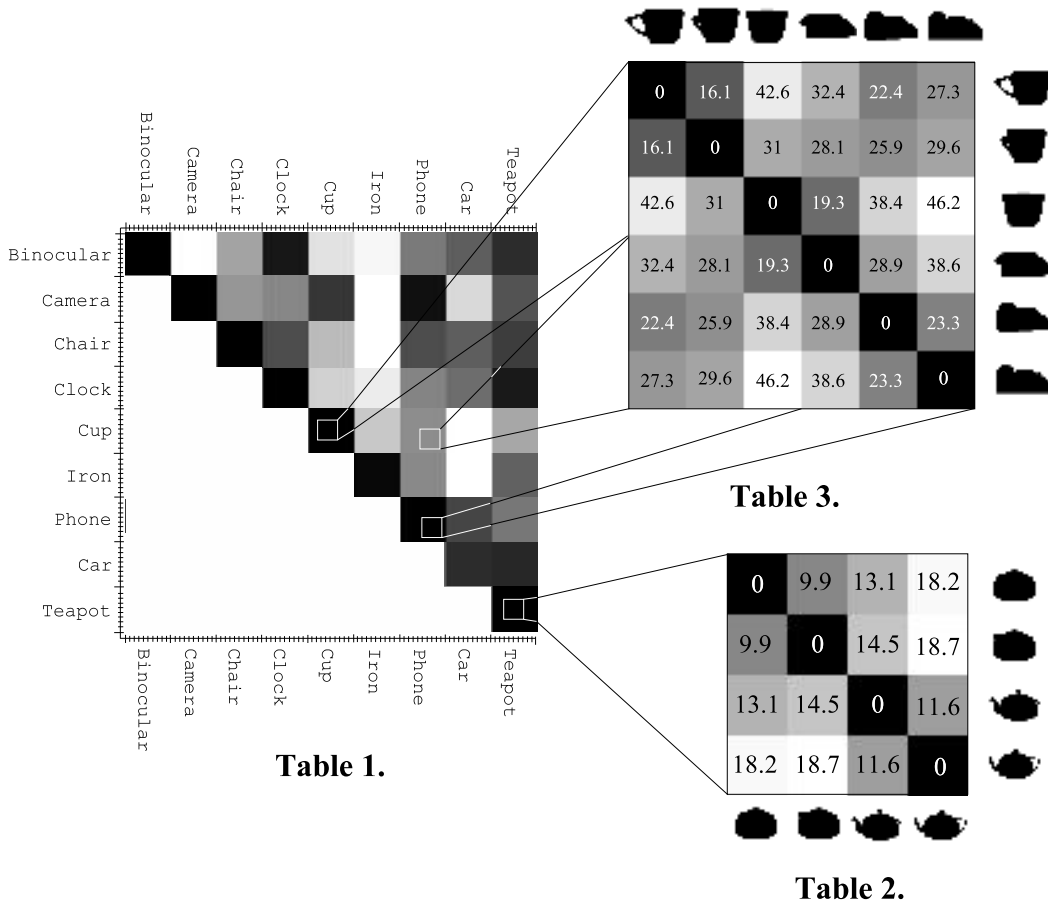 Binocular
Camera
Chair
Clock
Cup
Iron
Phone
Car
Teapot
Binocular
Camera
Chair
Clock
Cup
Iron
Phone
Car
Teapot
Binocular
Camera
Chair
Clock
Cup
Iron
Phone
Car
Teapot
Table 1.
0 16.1 42.6 32.4 22.4 27.3
16.1 0 31 28.1 25.9 29.6
42.6 31 0 19.3 38.4 46.2
32.4 28.1 19.3 0 28.9 38.6
22.4 25.9 38.4 28.9 0 23.3
27.3 29.6 46.2 38.6 23.3 0
Table 3.
0 9.9 13.1 18.2
9.9 0 14.5 18.7
13.1 14.5 0 11.6
18.2 18.7 11.6 0
Table 2.